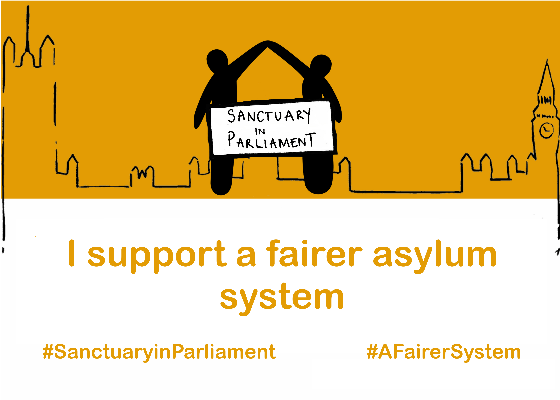 SANCTUARY
IN
PARLIAMENT
I support a fairer asylum
system
#SanctuaryinParliament #AFairerSystem